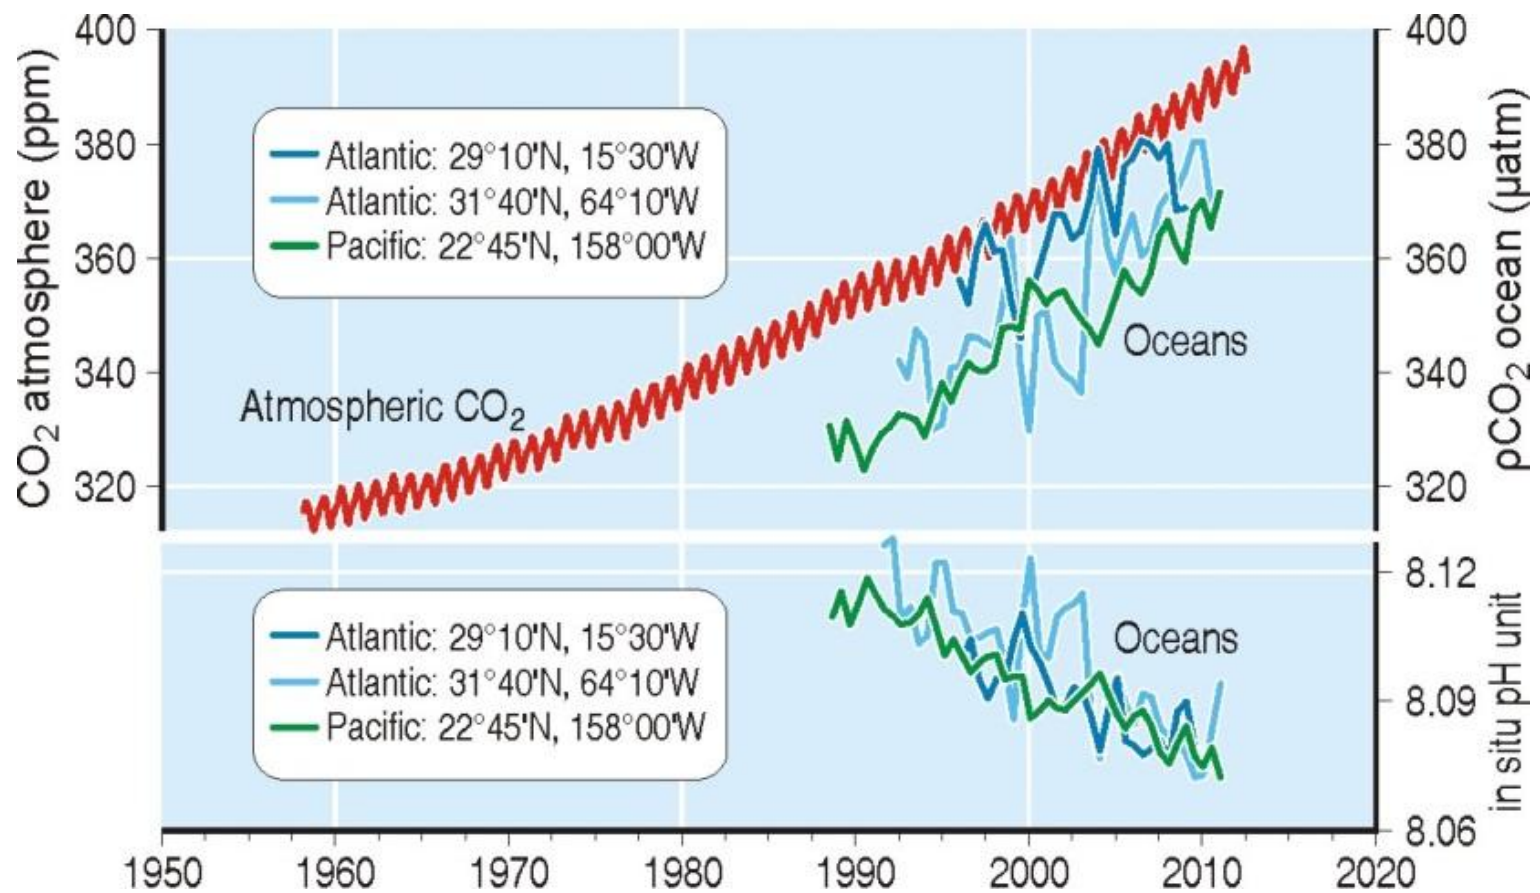 CO₂ atmosphere (ppm)
400
380
360
340
320
Atlantic: 29°10'N, 15°30'W
Atlantic: 31°40'N, 64°10'W
Pacific: 22°45'N, 158°00'W
Atmospheric CO₂
Oceans
400
380
360
340
320
pCO₂ ocean (µatm)
Atlantic: 29°10'N, 15°30'W
Atlantic: 31°40'N, 64°10'W
Pacific: 22°45'N, 158°00'W
Oceans
8.12
8.09
8.06
in situ pH unit
1950
1960
1970
1980
1990
2000
2010
2020